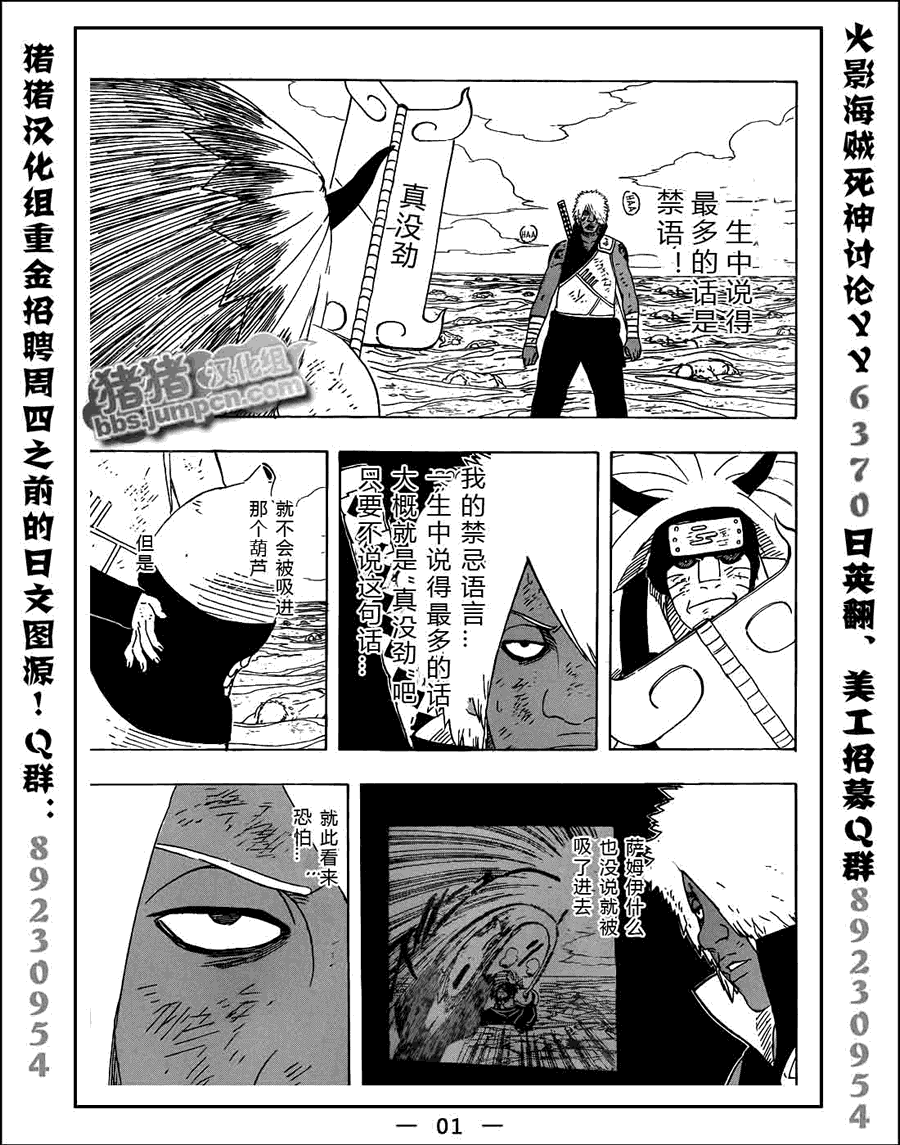 火影海贼死神讨论YY6370日英翻、美工招募Q群892309​54
一生中说得
最多的话是
禁语！
HAA
HAA
真没劲
猪猪汉化组
bbs.jumpcn.com
我的禁忌语言…
一生中说得最多的话
大概就是“真没劲”吧
只要不说这句话…
就不会被吸进
那个葫芦
但是
萨姆伊什么
也没说就被
吸了进去
就此看来
恐怕…
猪猪汉化组重金招聘周四之前的日文图源！Q群：89230954
— 01 —